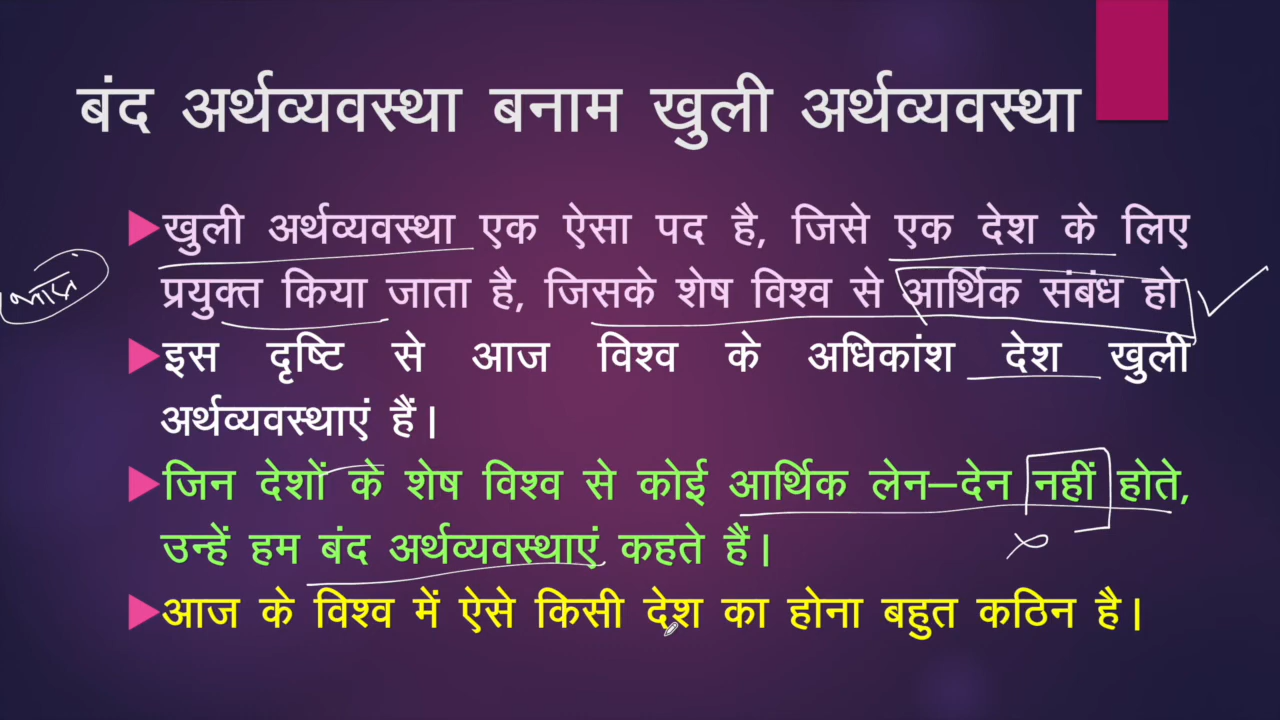 बंद अर्थव्यवस्था बनाम खुली अर्थव्यवस्था
खुली अर्थव्यवस्था एक ऐसा पद है, जिसे एक देश के लिए
प्रयुक्त किया जाता है, जिसके शेष विश्व से आर्थिक संबंध हो
इस दृष्टि से आज विश्व के अधिकांश देश खुली
अर्थव्यवस्थाएं हैं।
जिन देशों के शेष विश्व से कोई आर्थिक लेन–देन नहीं होते,
उन्हें हम बंद अर्थव्यवस्थाएं कहते हैं।
आज के विश्व में ऐसे किसी देश का होना बहुत कठिन है।